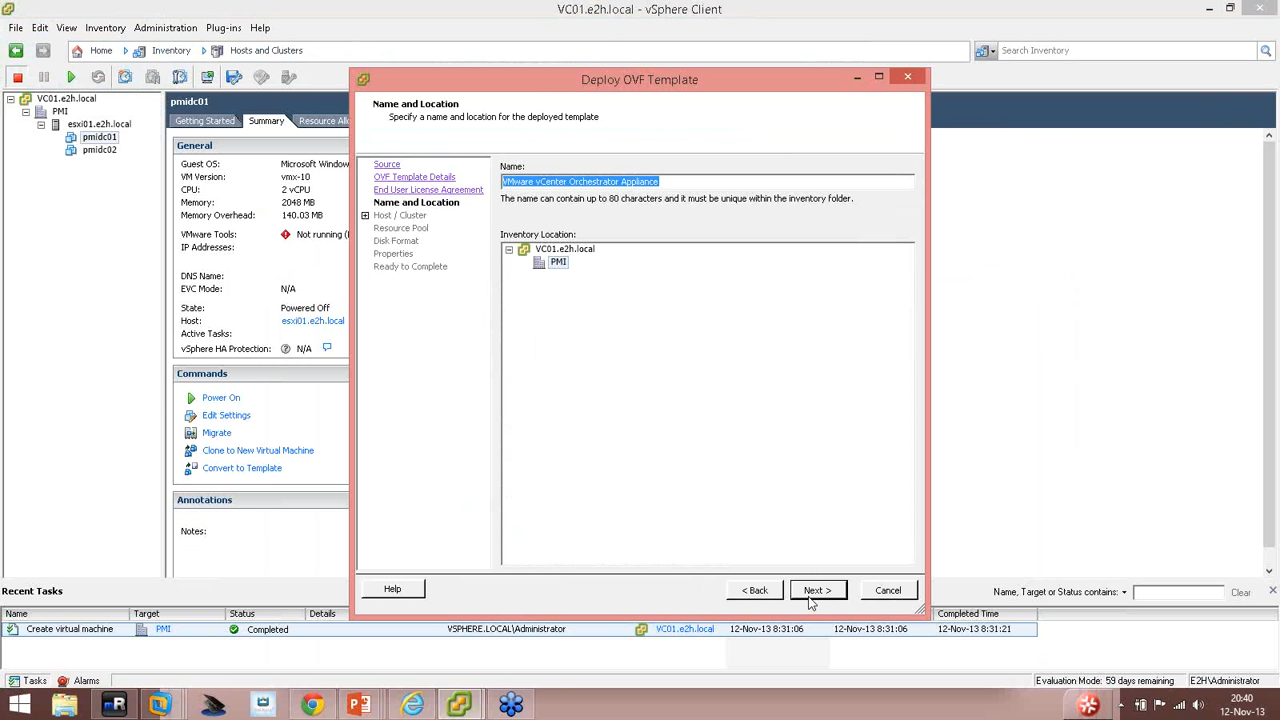 VC01.e2h.local - vSphere Client
File Edit View Inventory Administration Plug-ins Help
Home Inventory Hosts and Clusters
Search Inventory
VC01.e2h.local
PMI
esxi01.e2h.local
pmidc01
pmidc02
pmidc01
Getting Started Summary
General
Guest OS: Microsoft Window
VM Version: vmx-10
CPU: 2 vCPU
Memory: 2048 MB
Memory Overhead: 140.03 MB
VMware Tools: Not running (
IP Addresses:
DNS Name:
EVC Mode: N/A
State: Powered Off
Host: esxi01.e2h.local
Active Tasks:
vSphere HA Protection: N/A
Commands
Power On
Edit Settings
Migrate
Clone to New Virtual Machine
Convert to Template
Annotations
Notes:
Deploy OVF Template
Name and Location
Specify a name and location for the deployed template
Source
OVF Template Details
End User License Agreement
Name and Location
Host / Cluster
Resource Pool
Disk Format
Properties
Ready to Complete
Name:
VMware vCenter Orchestrator Appliance
The name can contain up to 80 characters and it must be unique within the inventory folder.
Inventory Location:
VC01.e2h.local
PMI
Help
< Back
Next >
Cancel
Recent Tasks
Name, Target or Status contains: Clear
Name Target Status Details Completed Time
Create virtual machine PMI Completed VSPHERE.LOCAL\Administrator VC01.e2h.local 12-Nov-13 8:31:06 12-Nov-13 8:31:06 12-Nov-13 8:31:21
Tasks Alarms
Evaluation Mode: 59 days remaining E2H\Administrator
20:40
12-Nov-13